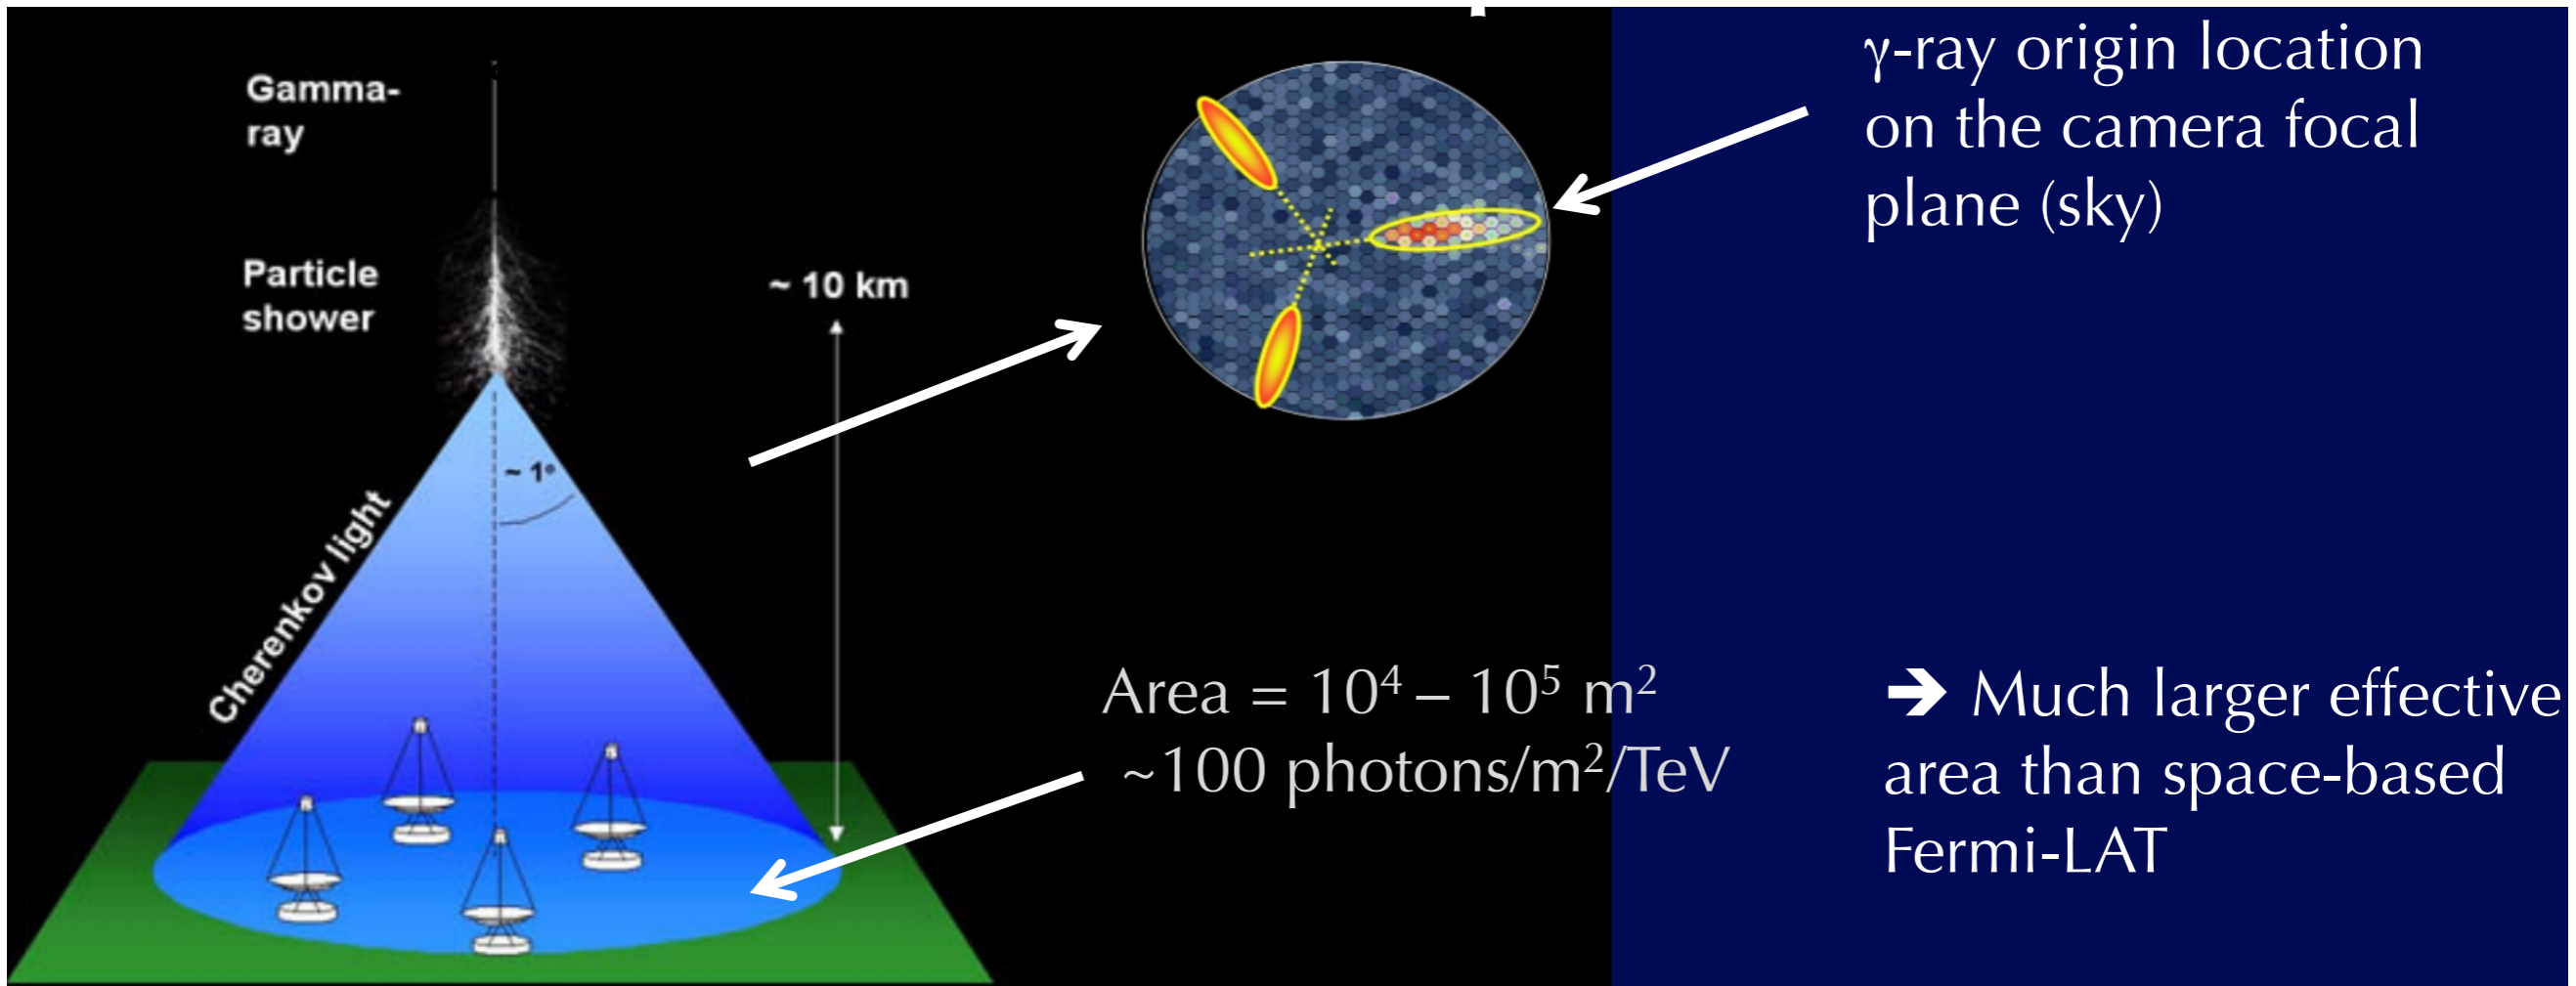 Gamma-
ray
Particle
shower
~ 10 km
~ 1°
Cherenkov light
γ-ray origin location
on the camera focal
plane (sky)
Area = 10⁴ – 10⁵ m²
~100 photons/m²/TeV
➔ Much larger effective
area than space-based
Fermi-LAT